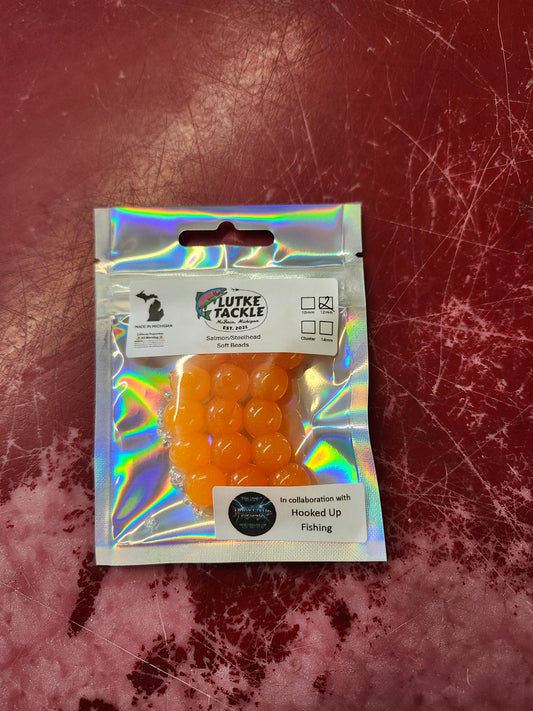 LUTKE
TACKLE
McBain, Michigan
EST. 2021
MADE IN MICHIGAN
Salmon/Steelhead
Soft Beads
10mm 12mm
Cluster 14mm
In collaboration with
Hooked Up
Fishing